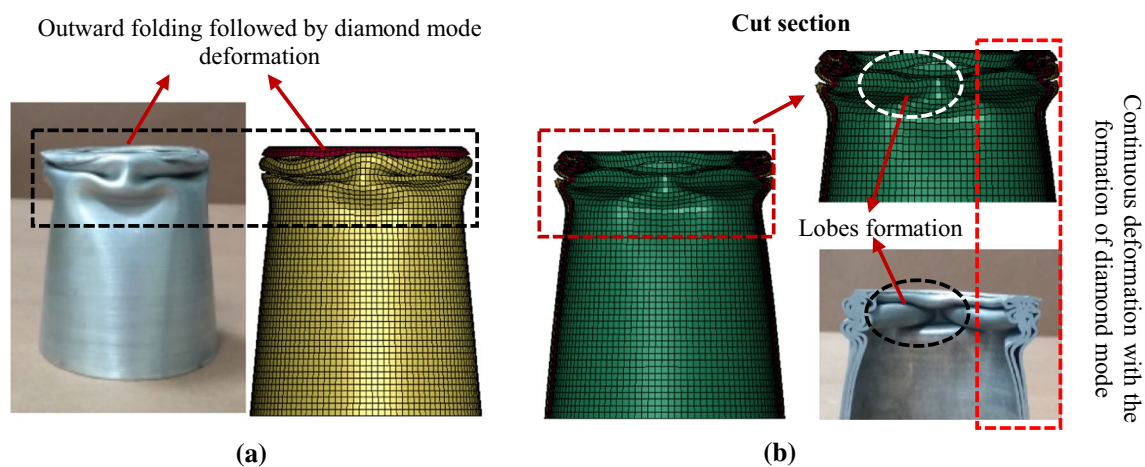 Outward folding followed by diamond mode
deformation
Cut section
Lobes formation
Continuous deformation with the
formation of diamond mode
(a)
(b)